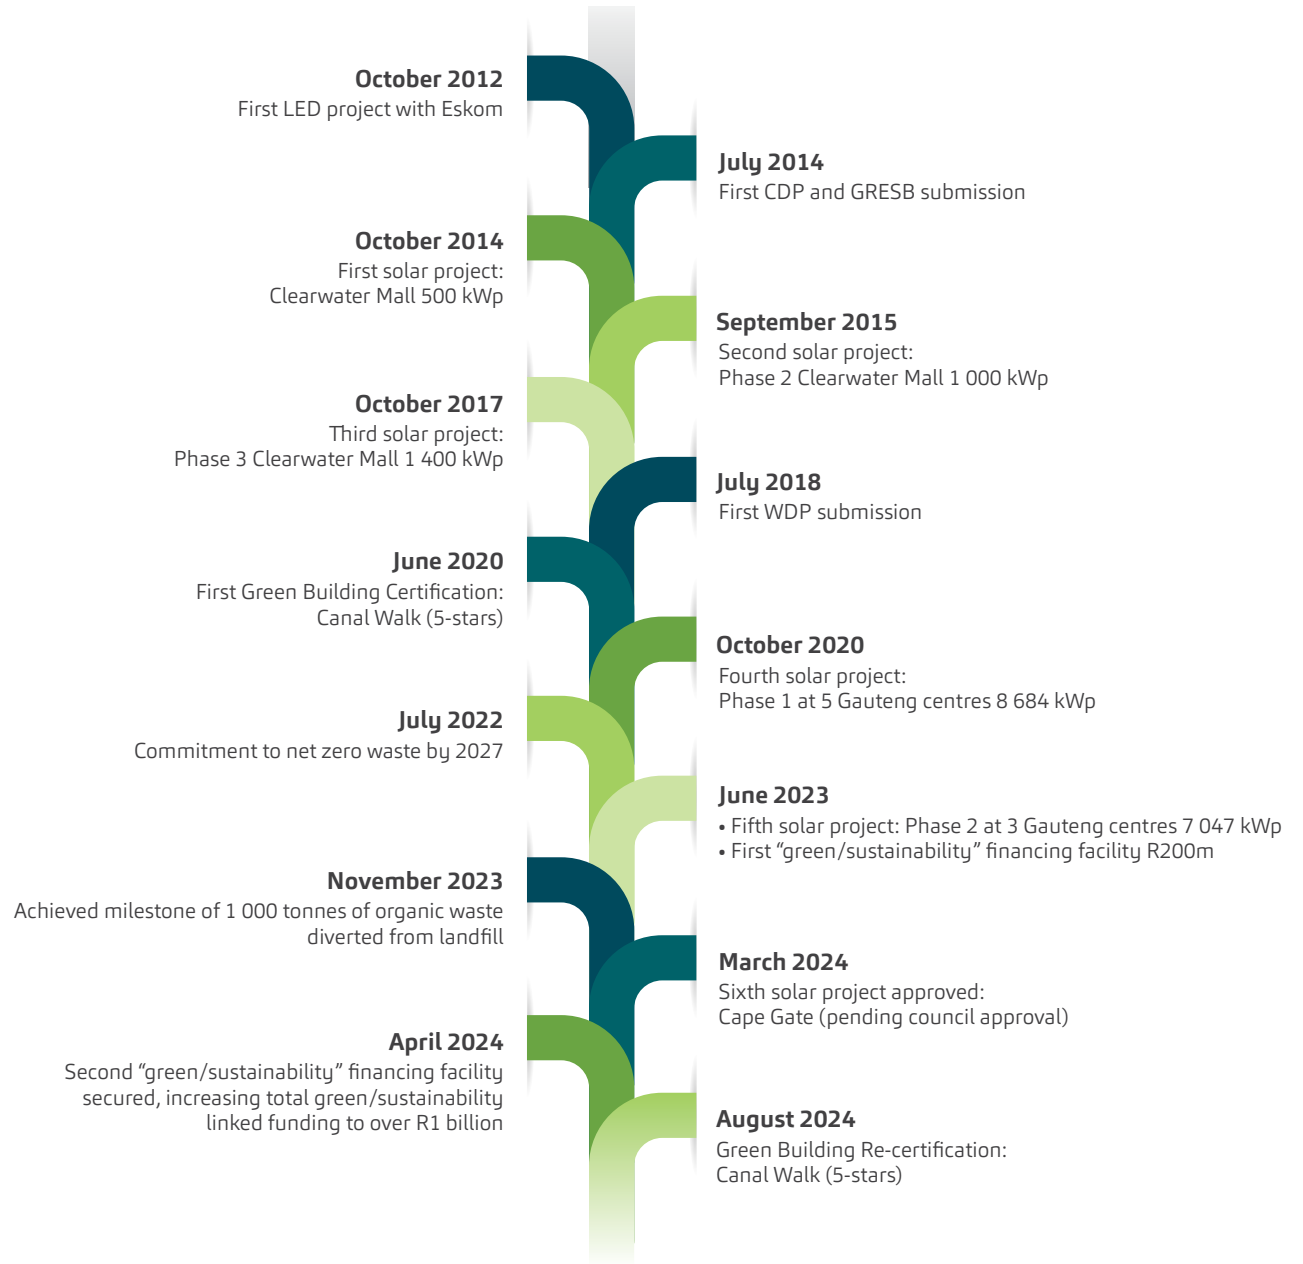 October 2012
First LED project with Eskom
July 2014
First CDP and GRESB submission
October 2014
First solar project:
Clearwater Mall 500 kWp
September 2015
Second solar project:
Phase 2 Clearwater Mall 1 000 kWp
October 2017
Third solar project:
Phase 3 Clearwater Mall 1 400 kWp
July 2018
First WDP submission
June 2020
First Green Building Certification:
Canal Walk (5-stars)
October 2020
Fourth solar project:
Phase 1 at 5 Gauteng centres 8 684 kWp
July 2022
Commitment to net zero waste by 2027
June 2023
• Fifth solar project: Phase 2 at 3 Gauteng centres 7 047 kWp
• First “green/sustainability” financing facility R200m
November 2023
Achieved milestone of 1 000 tonnes of organic waste
diverted from landfill
March 2024
Sixth solar project approved:
Cape Gate (pending council approval)
April 2024
Second “green/sustainability” financing facility
secured, increasing total green/sustainability
linked funding to over R1 billion
August 2024
Green Building Re-certification:
Canal Walk (5-stars)